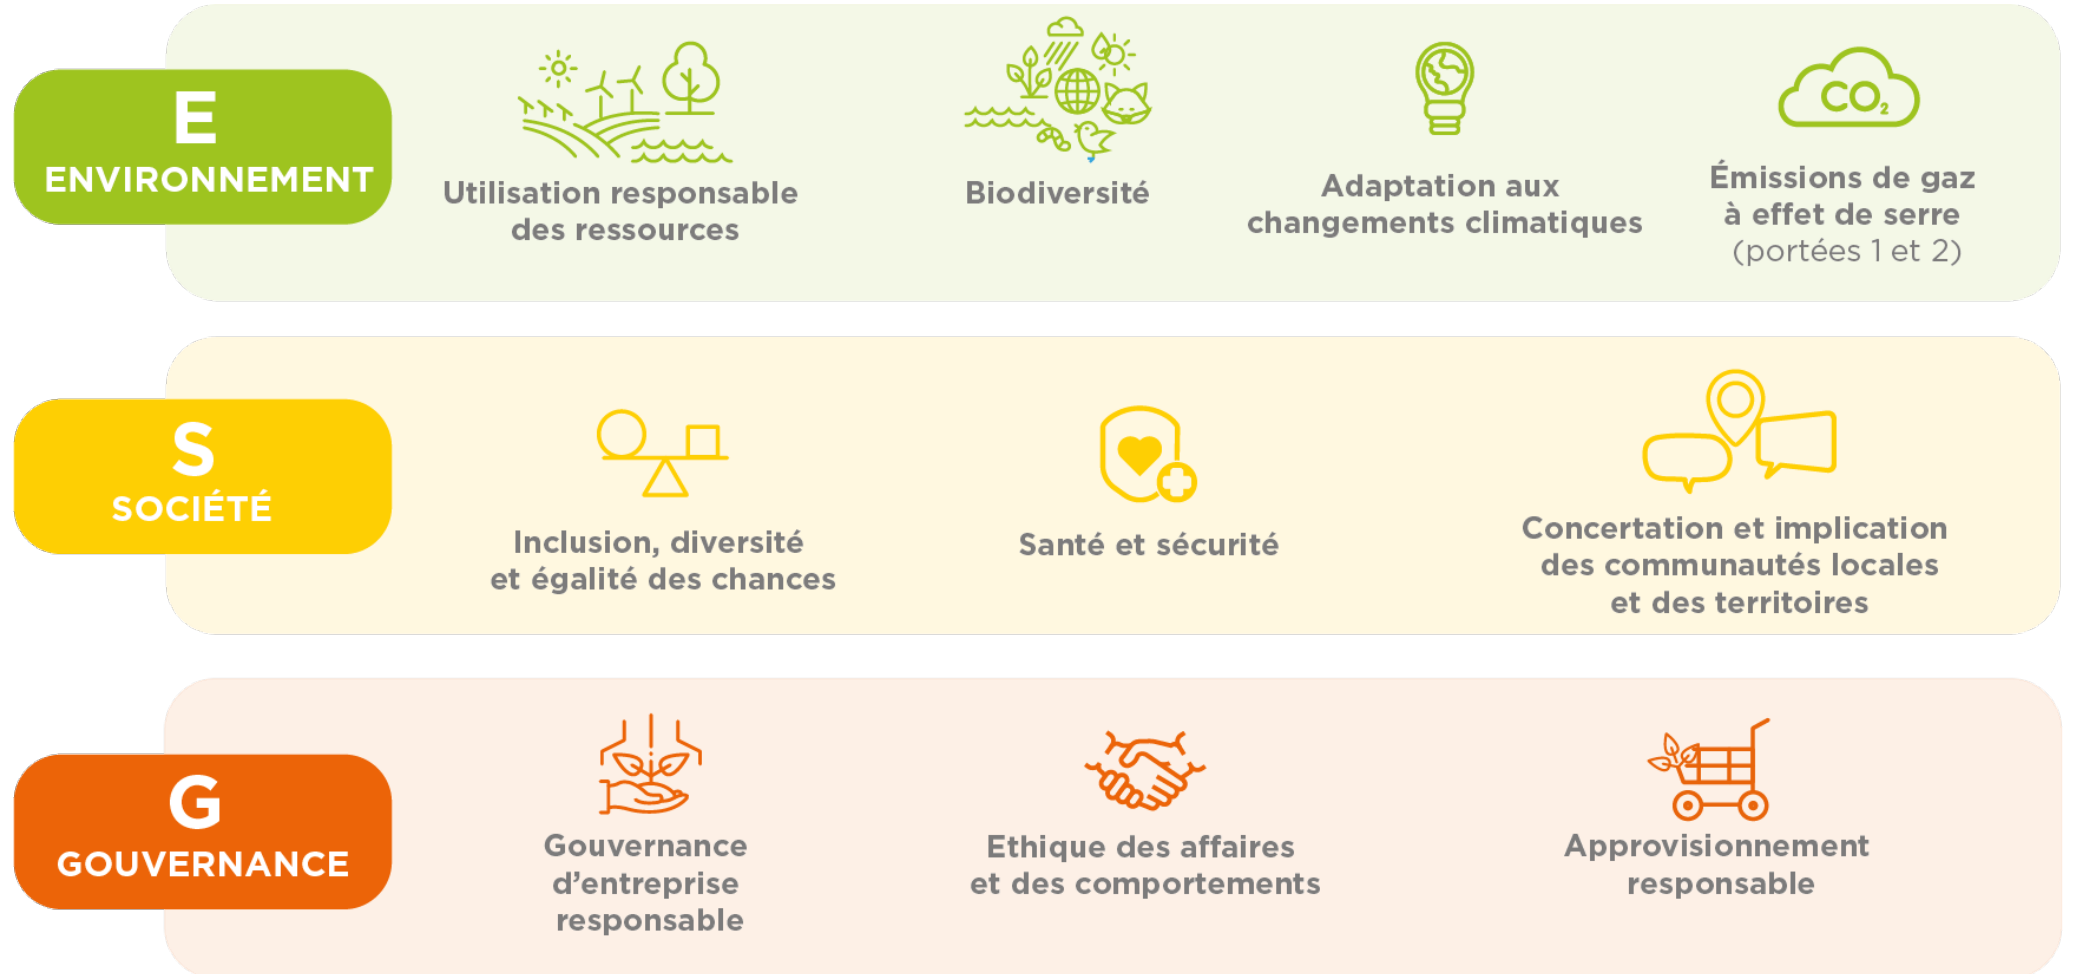 E
ENVIRONNEMENT
Utilisation responsable
des ressources
Biodiversité
Adaptation aux
changements climatiques
CO₂
Émissions de gaz
à effet de serre
(portées 1 et 2)
S
SOCIÉTÉ
Inclusion, diversité
et égalité des chances
Santé et sécurité
Concertation et implication
des communautés locales
et des territoires
G
GOUVERNANCE
Gouvernance
d’entreprise
responsable
Ethique des affaires
et des comportements
Approvisionnement
responsable